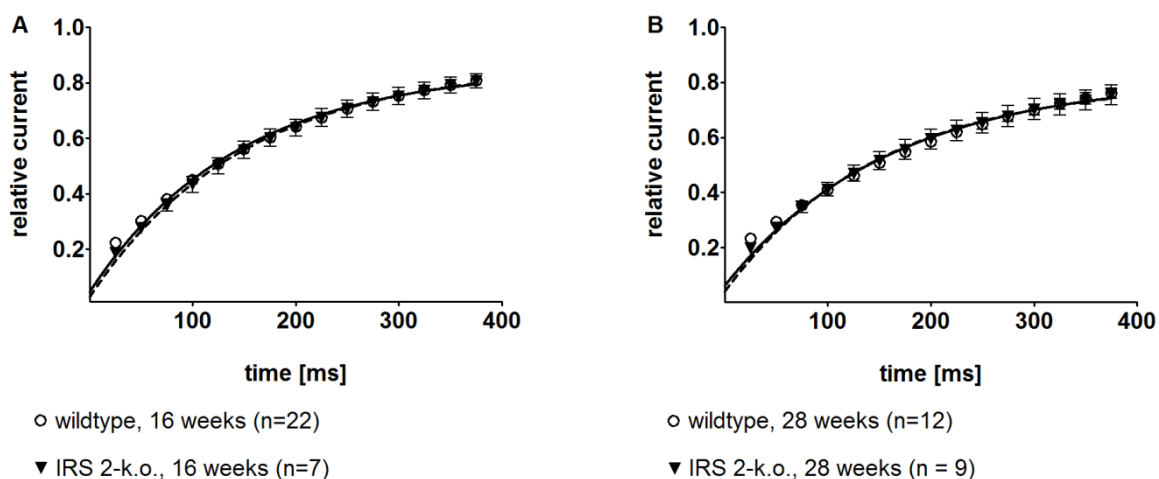 A
relative current
1.0
0.8
0.6
0.4
0.2
100 200 300 400
time [ms]
wildtype, 16 weeks (n=22)
IRS 2-k.o., 16 weeks (n=7)
B
relative current
1.0
0.8
0.6
0.4
0.2
100 200 300 400
time [ms]
wildtype, 28 weeks (n=12)
IRS 2-k.o., 28 weeks (n = 9)